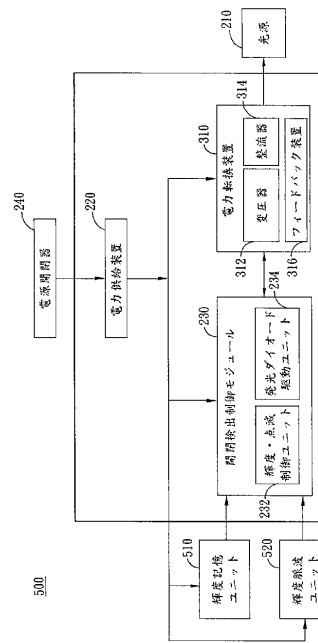 500
240
電源開閉器
220
電力供給装置
210
光源
310
電力転換装置
314
変圧器
整流器
312
フィードバック装置
316
230
開閉検出制御モジュール
234
輝度・点滅
制御ユニット
発光ダイオード
駆動ユニット
232
510
輝度記憶
ユニット
520
輝度脈波
ユニット